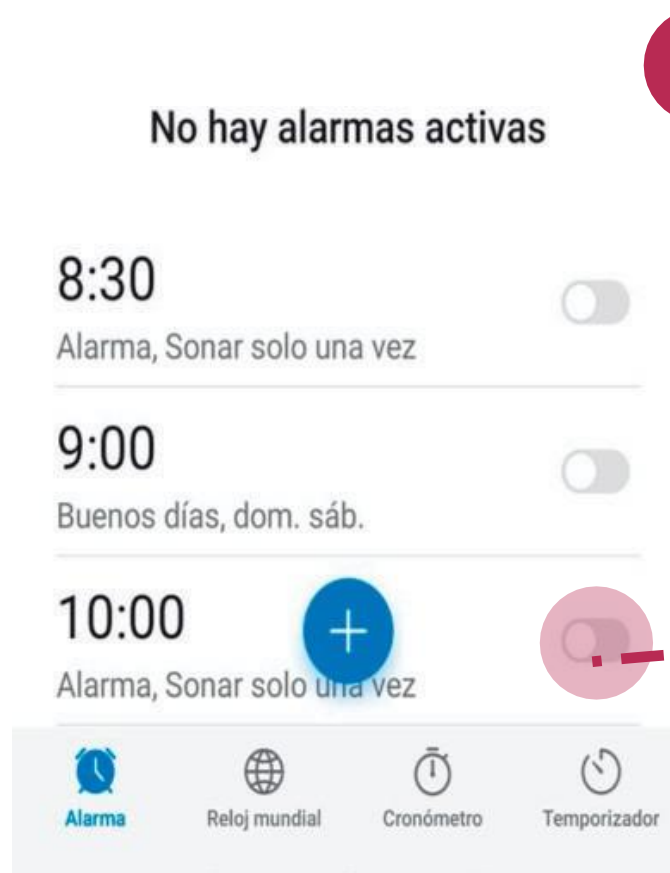 No hay alarmas activas
8:30
Alarma, Sonar solo una vez
9:00
Buenos días, dom. sáb.
10:00
Alarma, Sonar solo una vez
Alarma Reloj mundial Cronómetro Temporizador